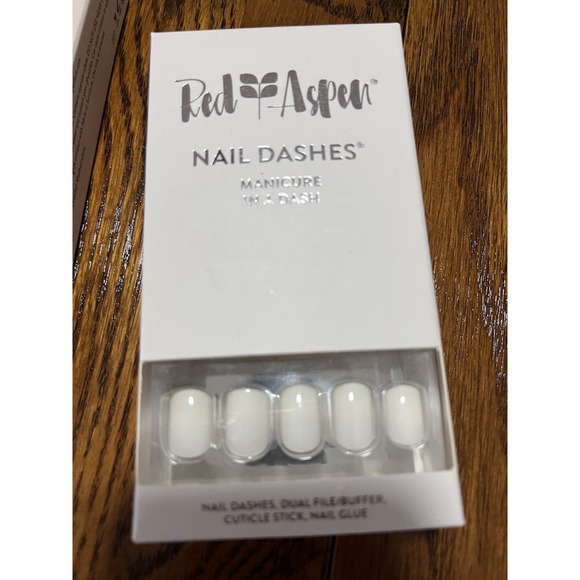 Red Aspen®
NAIL DASHES®
MANICURE
IN A DASH
NAIL DASHES, DUAL FILE/BUFFER,
CUTICLE STICK, NAIL GLUE